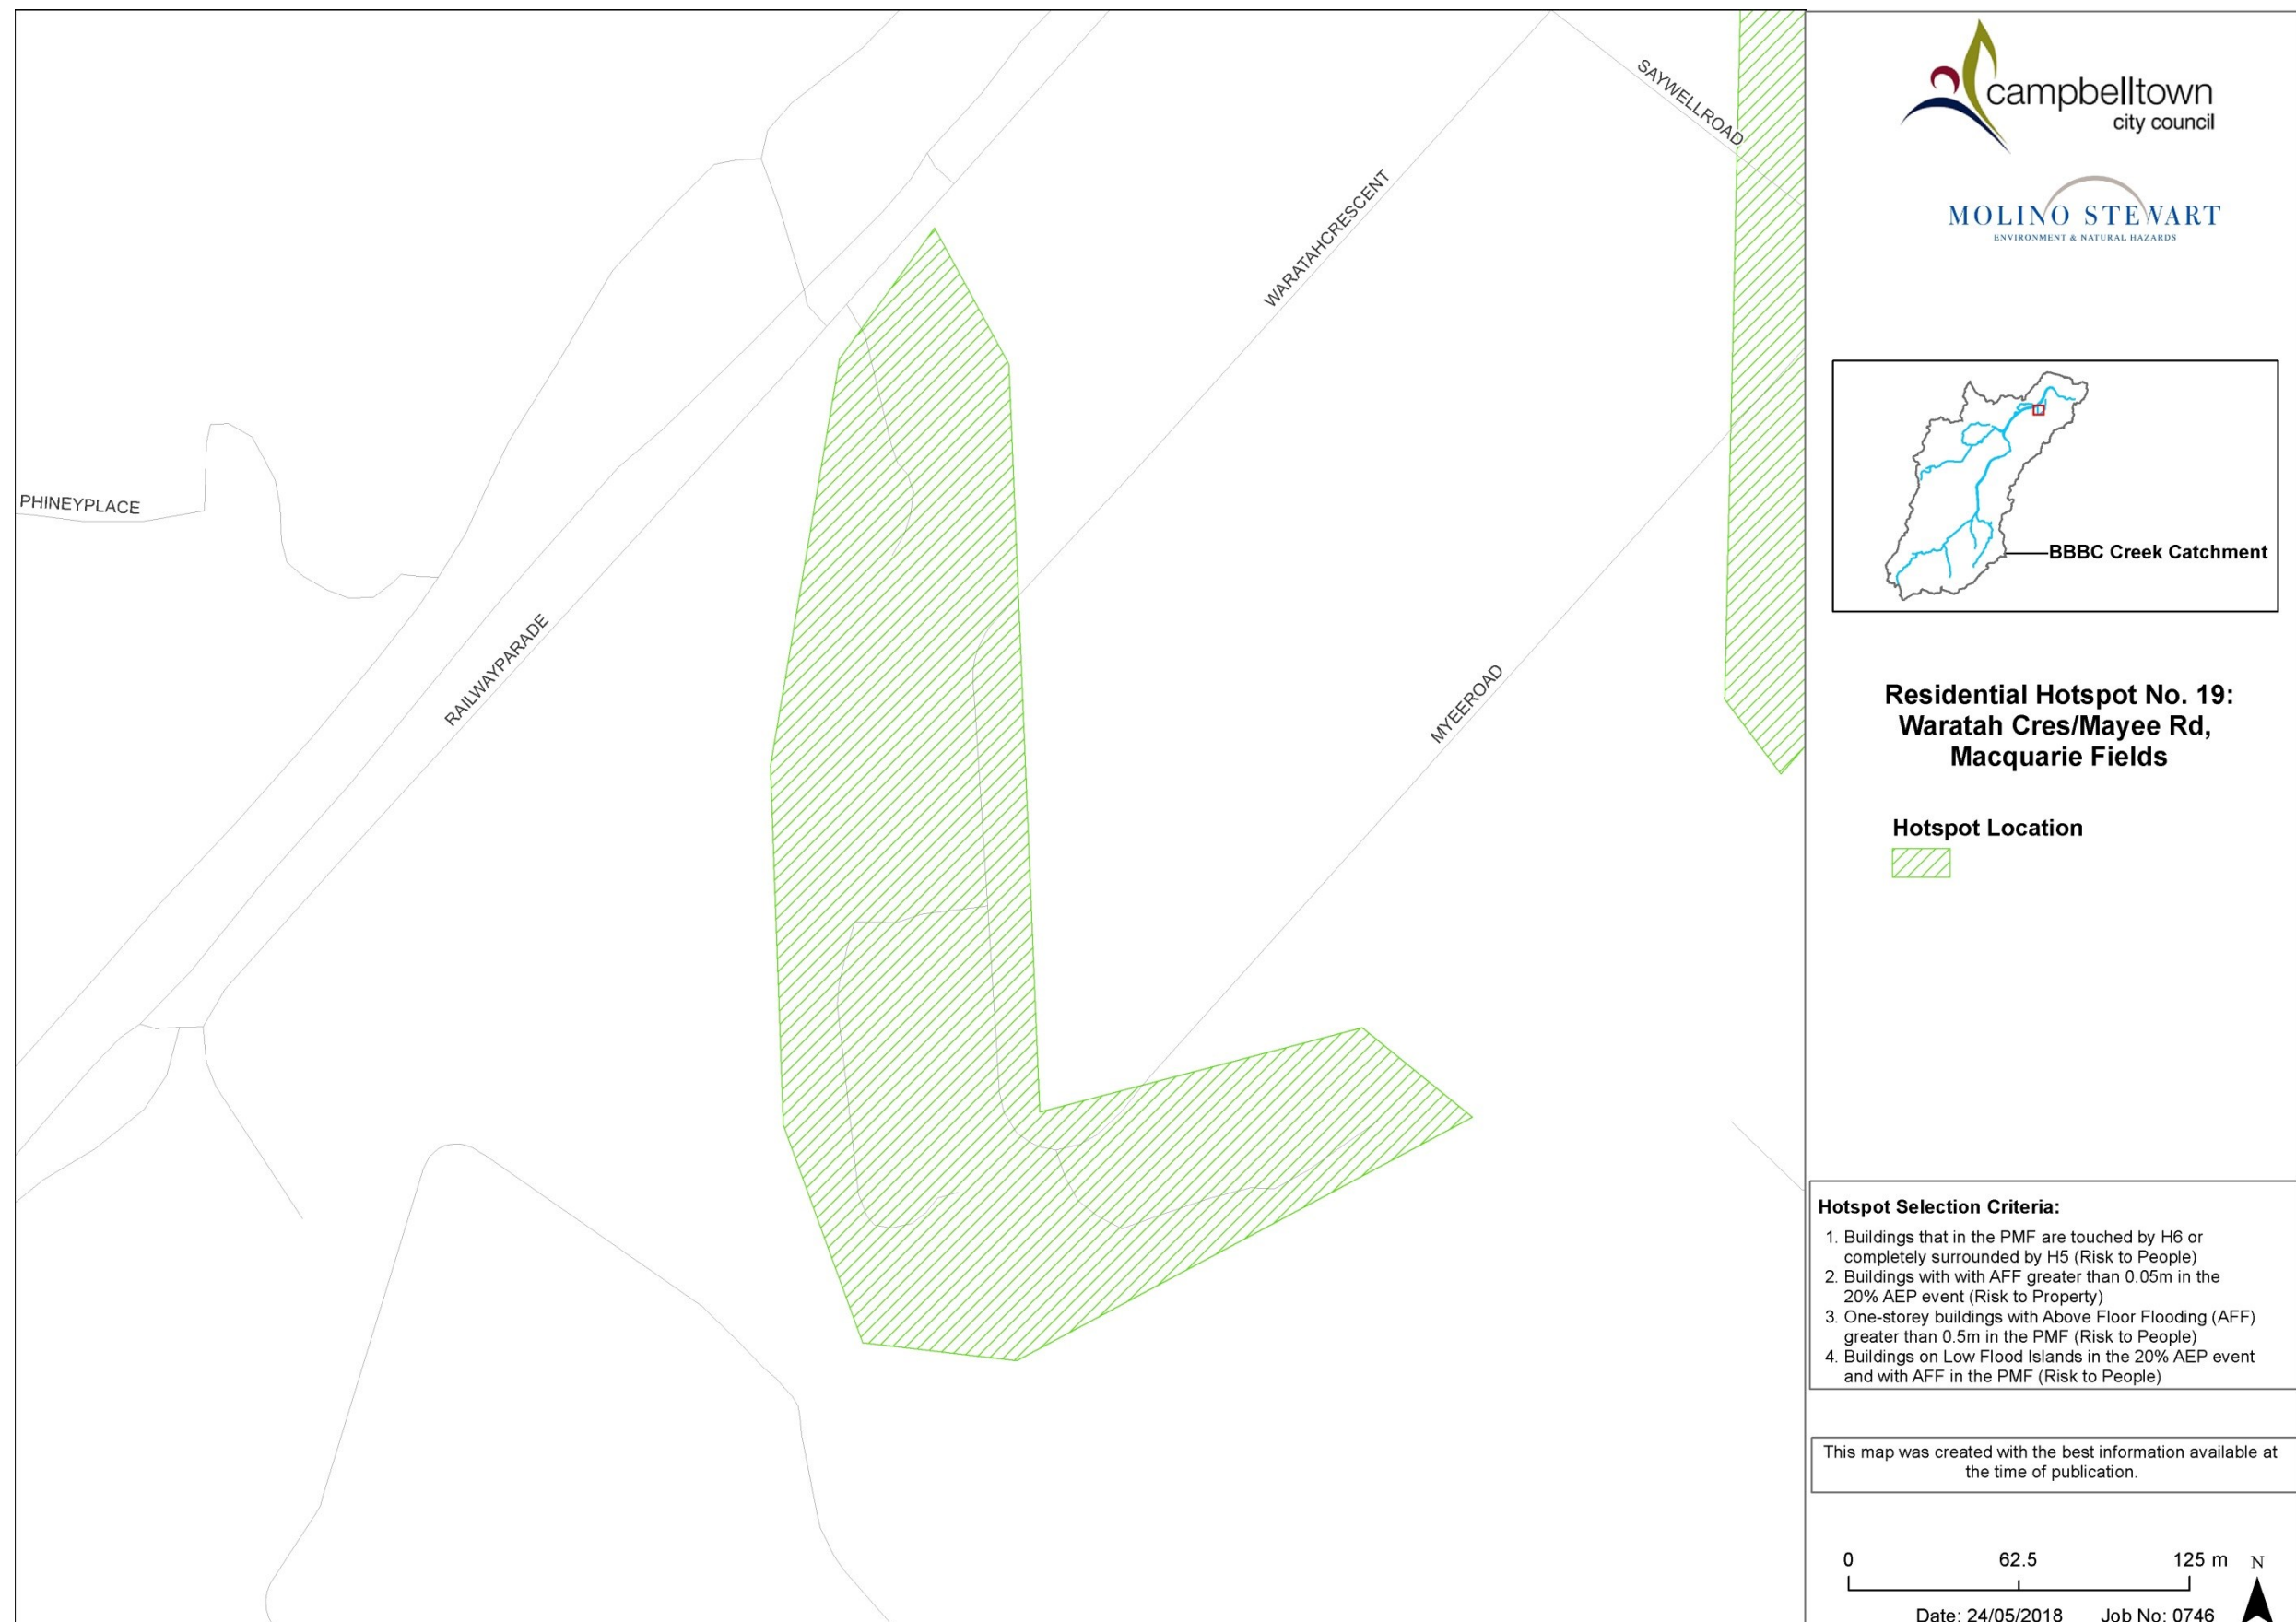 SAYWELLROAD
WARATAHCRESCENT
PHINEYPLACE
RAILWAYPARADE
MYEEROAD
campbelltown
city council
MOLINO STEWART
ENVIRONMENT & NATURAL HAZARDS
BBBC Creek Catchment
Residential Hotspot No. 19:
Waratah Cres/Mayee Rd,
Macquarie Fields
Hotspot Location
Hotspot Selection Criteria:
1. Buildings that in the PMF are touched by H6 or
completely surrounded by H5 (Risk to People)
2. Buildings with with AFF greater than 0.05m in the
20% AEP event (Risk to Property)
3. One-storey buildings with Above Floor Flooding (AFF)
greater than 0.5m in the PMF (Risk to People)
4. Buildings on Low Flood Islands in the 20% AEP event
and with AFF in the PMF (Risk to People)
This map was created with the best information available at
the time of publication.
0 62.5 125 m N
Date: 24/05/2018 Job No: 0746